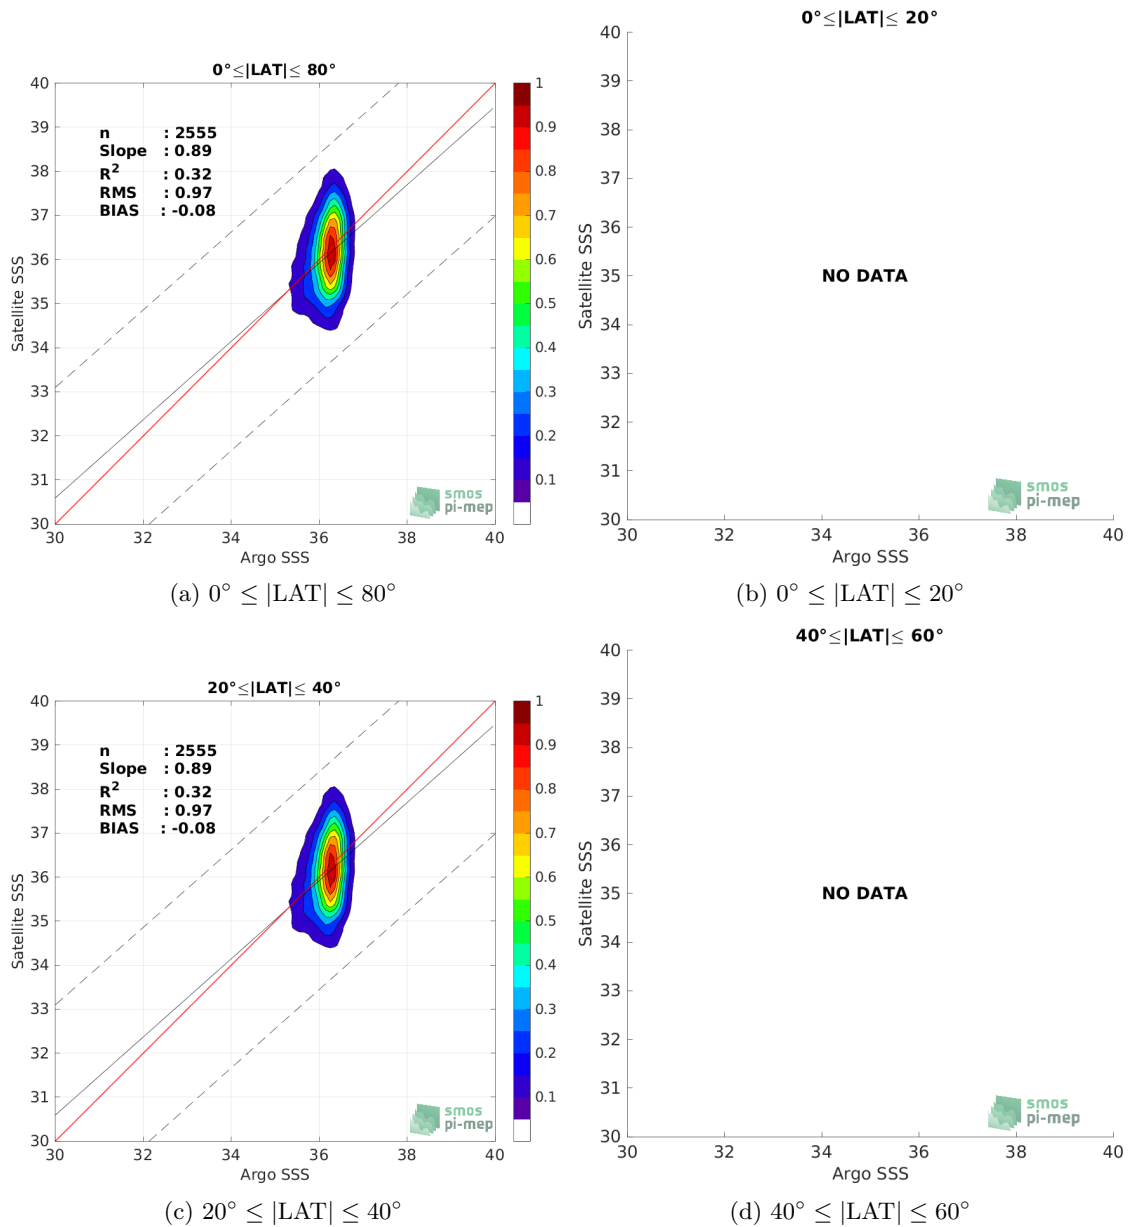 0°≤|LAT|≤ 80°
n : 2555
Slope : 0.89
R² : 0.32
RMS : 0.97
BIAS : -0.08
40
39
38
37
36
35
34
33
32
31
30
Satellite SSS
30 32 34 36 38 40
Argo SSS
1
0.9
0.8
0.7
0.6
0.5
0.4
0.3
0.2
0.1
smos
pi-mep
(a) 0° ≤ |LAT| ≤ 80°
0°≤|LAT|≤ 20°
40
39
38
37
36
35
34
33
32
31
30
Satellite SSS
NO DATA
30 32 34 36 38 40
Argo SSS
smos
pi-mep
(b) 0° ≤ |LAT| ≤ 20°
20°≤|LAT|≤ 40°
n : 2555
Slope : 0.89
R² : 0.32
RMS : 0.97
BIAS : -0.08
40
39
38
37
36
35
34
33
32
31
30
Satellite SSS
30 32 34 36 38 40
Argo SSS
1
0.9
0.8
0.7
0.6
0.5
0.4
0.3
0.2
0.1
smos
pi-mep
(c) 20° ≤ |LAT| ≤ 40°
40°≤|LAT|≤ 60°
40
39
38
37
36
35
34
33
32
31
30
Satellite SSS
NO DATA
30 32 34 36 38 40
Argo SSS
smos
pi-mep
(d) 40° ≤ |LAT| ≤ 60°